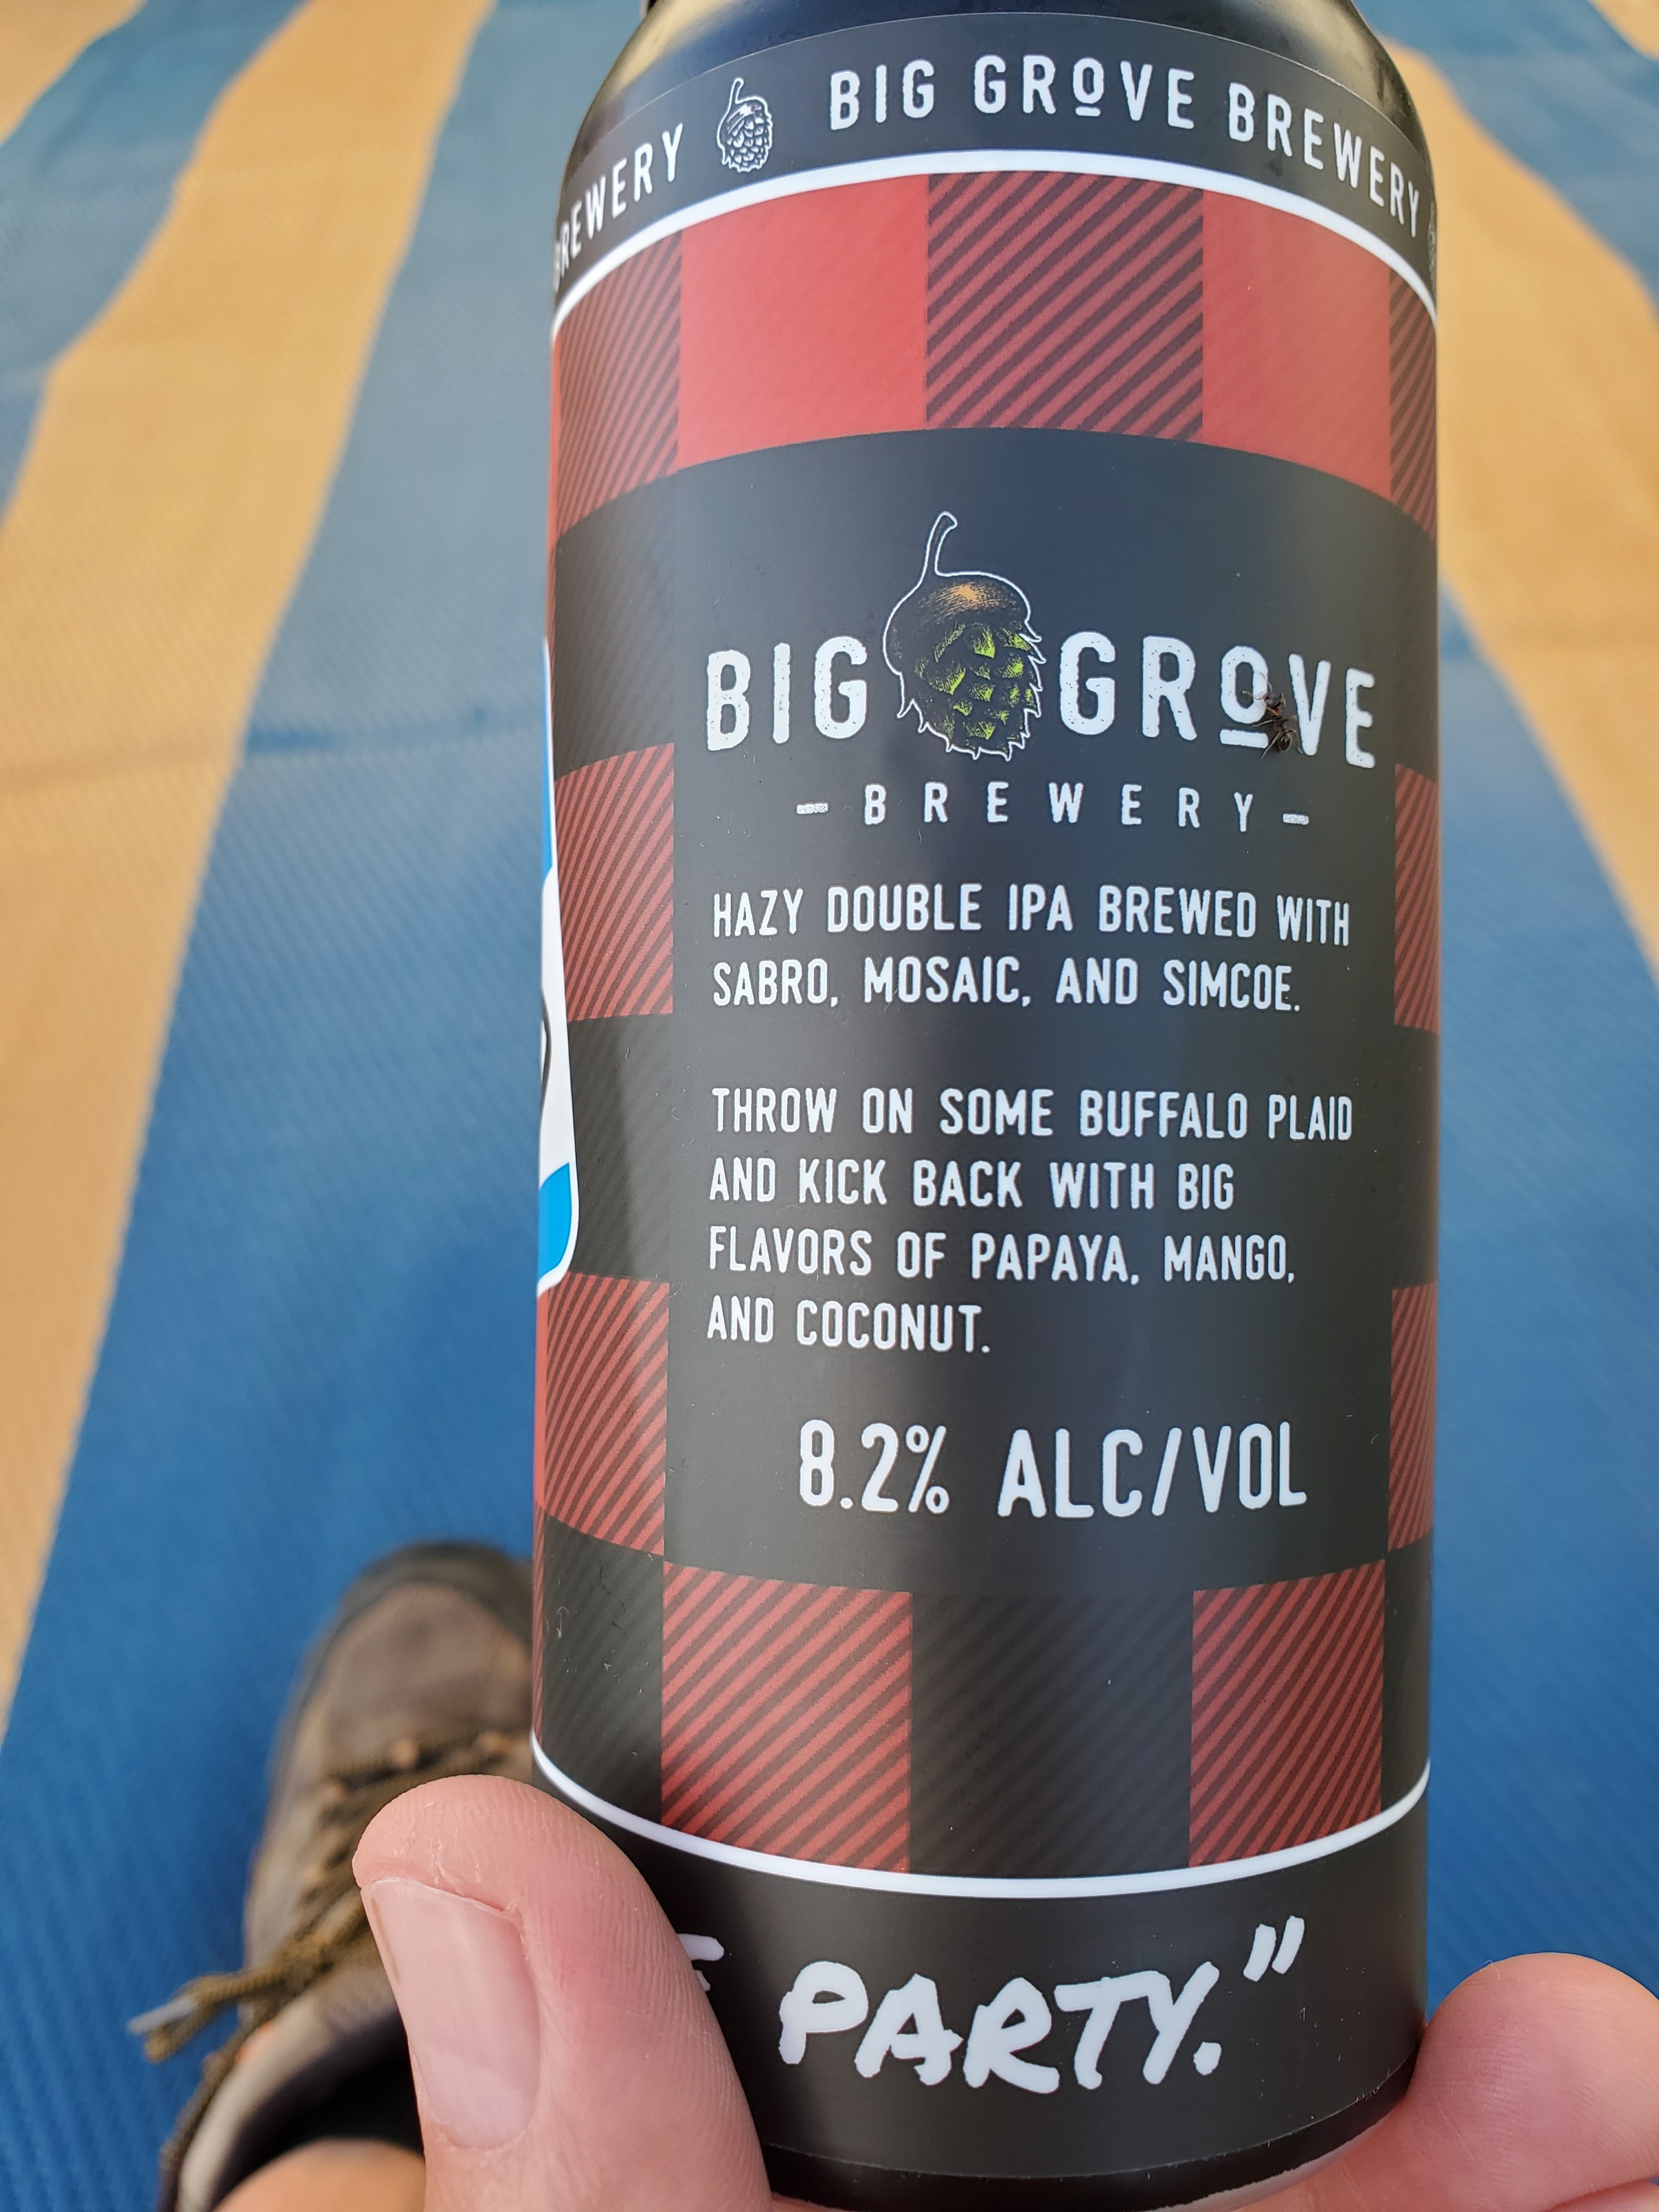 BREWERY BIG GROVE BREWERY
BIG GROVE
- BREWERY -
HAZY DOUBLE IPA BREWED WITH
SABRO, MOSAIC, AND SIMCOE.
THROW ON SOME BUFFALO PLAID
AND KICK BACK WITH BIG
FLAVORS OF PAPAYA, MANGO,
AND COCONUT.
8.2% ALC/VOL
PARTY.”